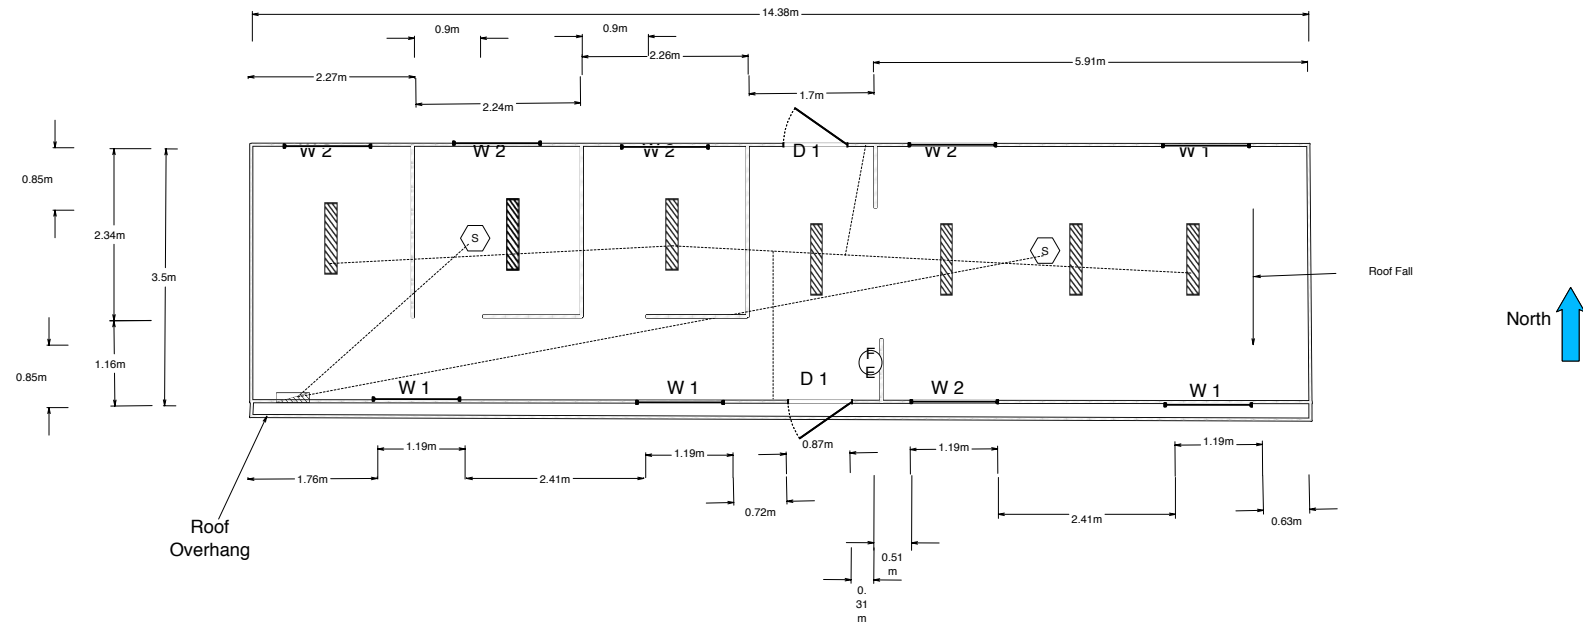 14.38m
0.9m
0.9m
2.26m
5.91m
2.27m
1.7m
2.24m
W 2
W 2
W 2
D 1
W 2
W 1
0.85m
2.34m
3.5m
S
S
Roof Fall
North
1.16m
0.85m
F
E
W 1
W 1
D 1
W 2
W 1
1.76m
1.19m
2.41m
1.19m
0.72m
0.87m
1.19m
2.41m
1.19m
0.63m
Roof
Overhang
0.51
m
0.
31
m